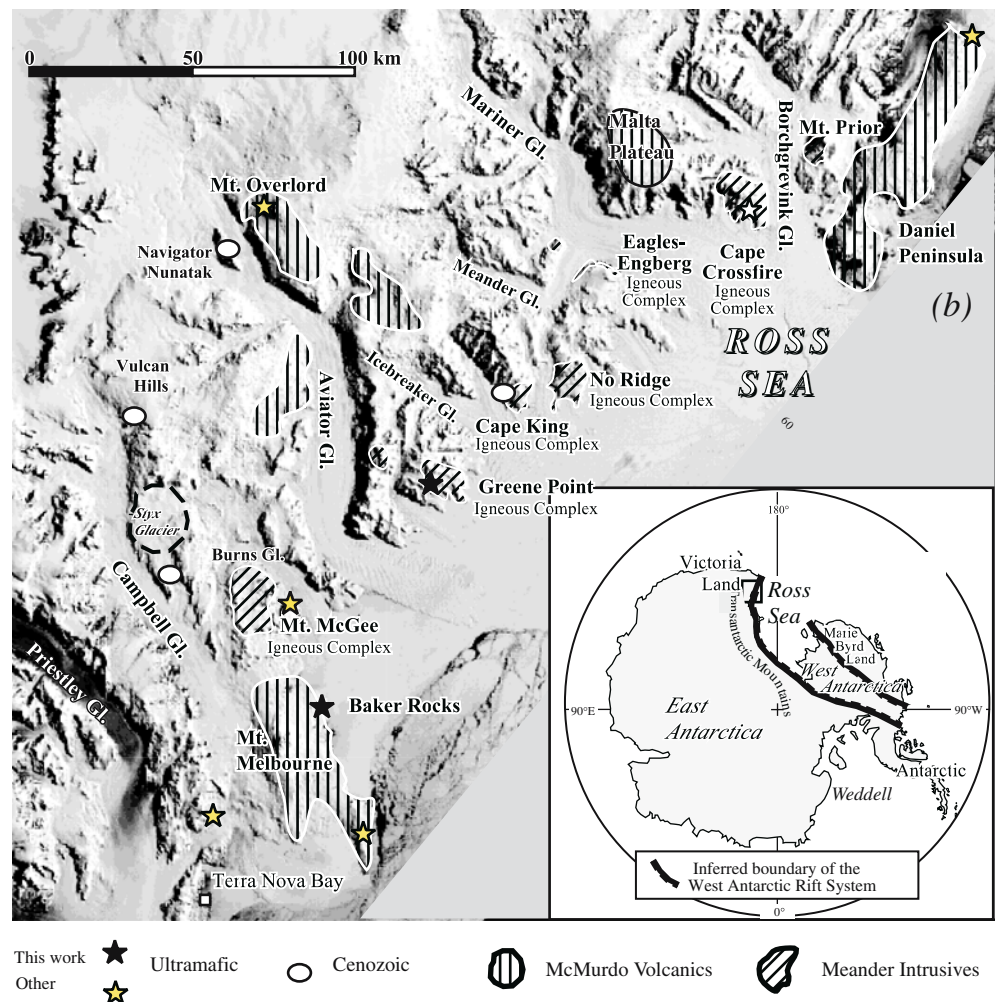 0 50 100 km
Mariner Gl.
Malta
Plateau
Borchgrevink Gl.
Mt. Prior
Mt. Overlord
Navigator
Nunatak
Daniel
Peninsula
Eagles-
Engberg
Igneous
Complex
Cape
Crossfire
Igneous
Complex
Meander Gl.
(b)
ROSS
SEA
Vulcan
Hills
Icebreaker Gl.
Aviator Gl.
No Ridge
Igneous Complex
Cape King
Igneous Complex
60
Greene Point
Igneous Complex
Styx
Glacier
Burns Gl.
Campbell Gl.
Mt. McGee
Igneous Complex
Priestley Gl.
Baker Rocks
Mt.
Melbourne
Terra Nova Bay
180°
Victoria
Land
Ross
Sea
Transantarctic Mountains
Marie
Byrd
Land
West
Antarctica
90°E
90°W
East
Antarctica
Antarctic
Weddell
Inferred boundary of the
West Antarctic Rift System
0°
This work
Other
Ultramafic
Cenozoic
McMurdo Volcanics
Meander Intrusives